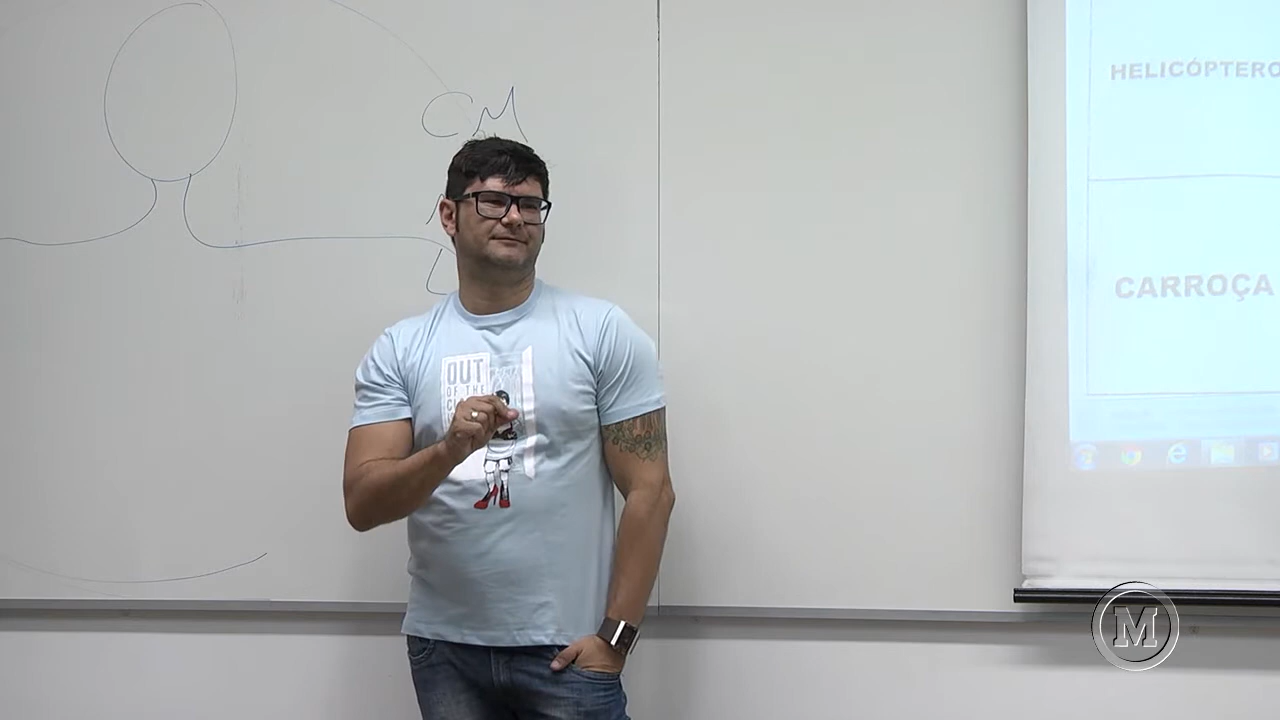 CM
HELICÓPTERO
CARROÇA
OUT
OF THE
M